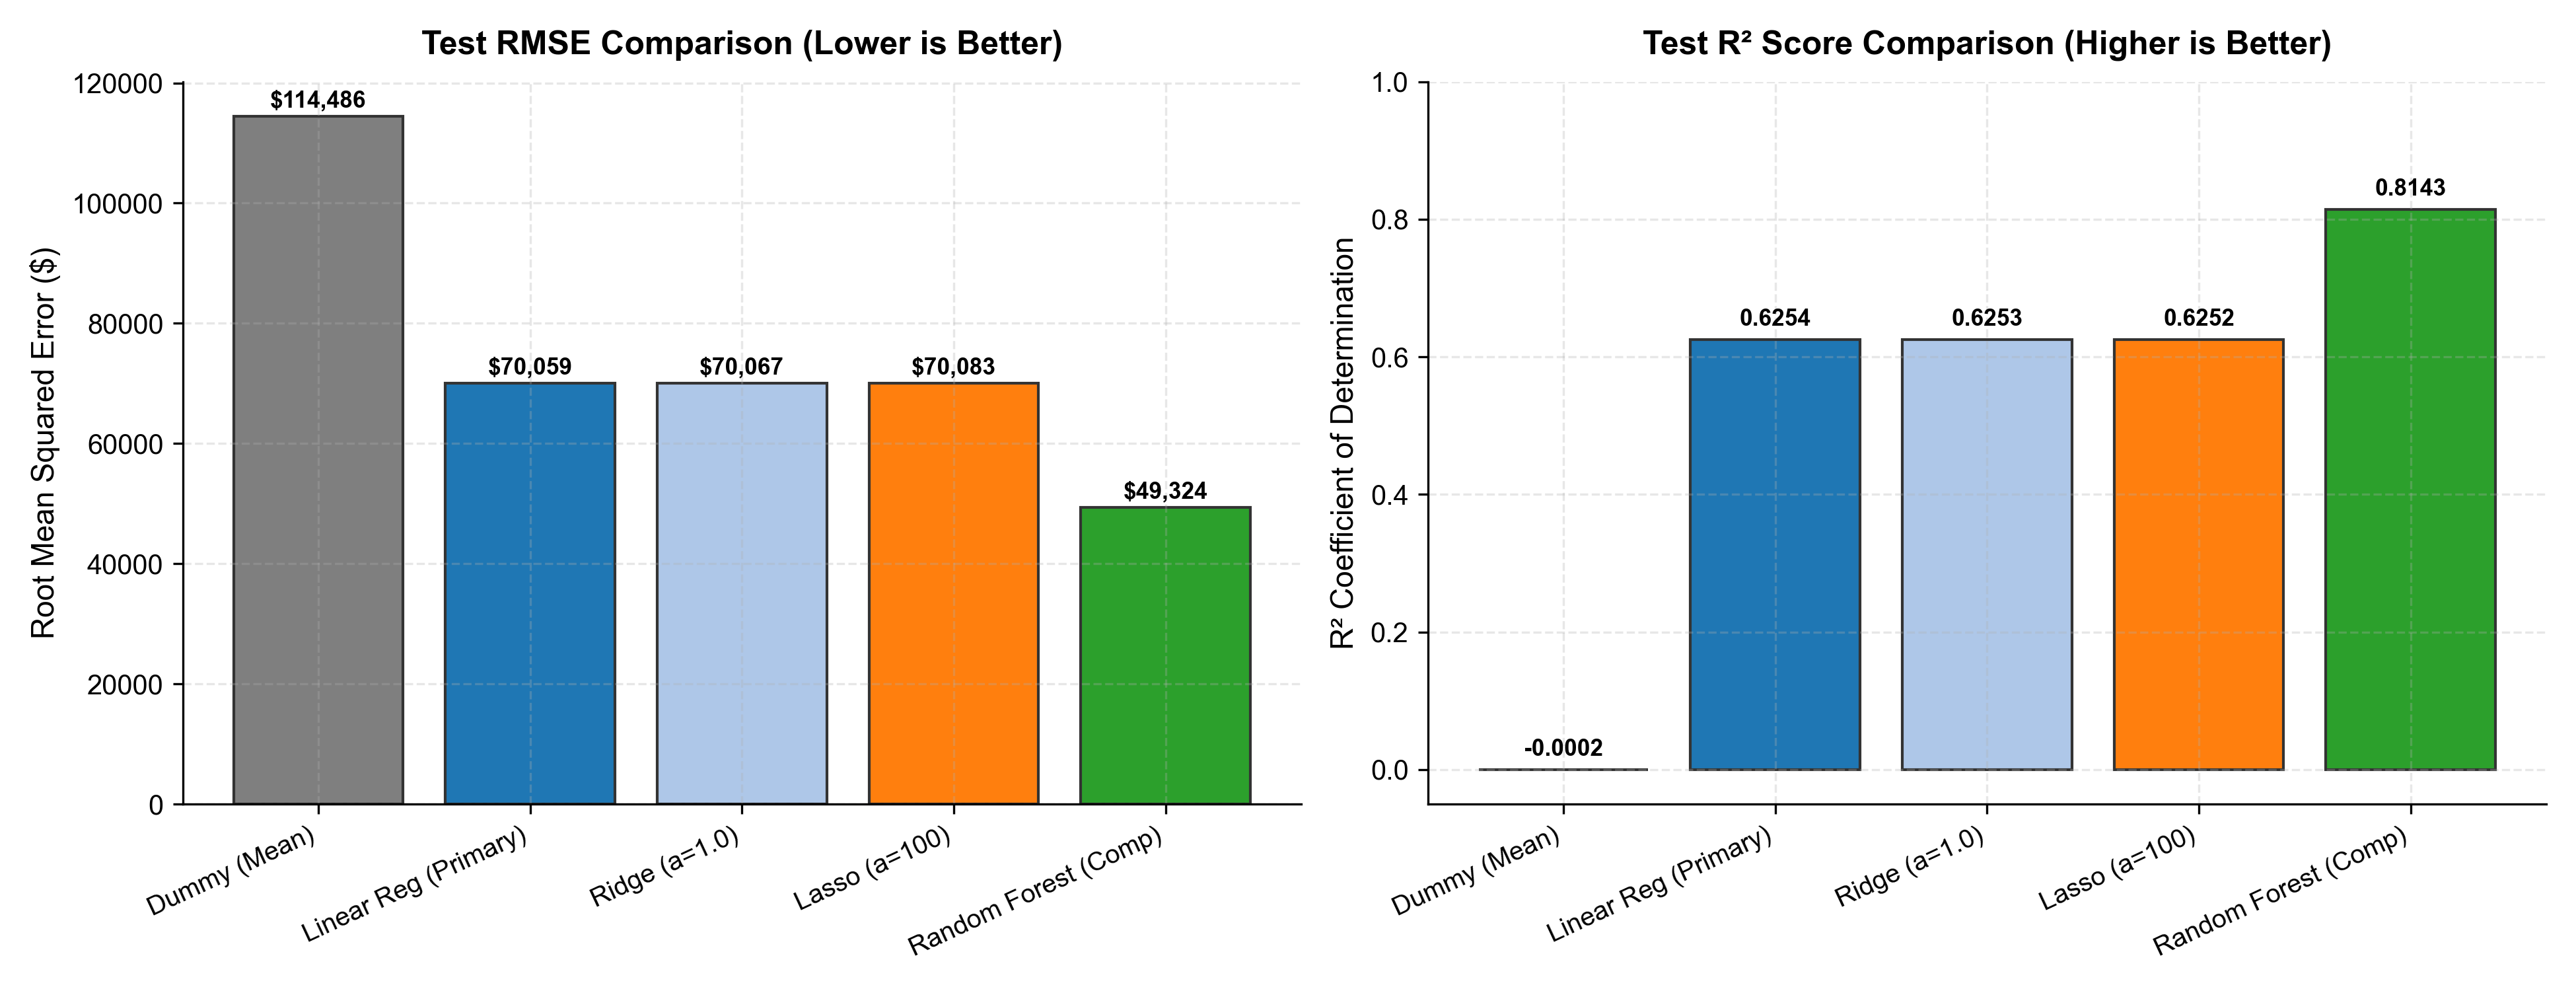 Test RMSE Comparison (Lower is Better)
Root Mean Squared Error ($)
120000
100000
80000
60000
40000
20000
0
$114,486
$70,059
$70,067
$70,083
$49,324
Dummy (Mean)
Linear Reg (Primary)
Ridge (a=1.0)
Lasso (a=100)
Random Forest (Comp)
Test R² Score Comparison (Higher is Better)
R² Coefficient of Determination
1.0
0.8
0.6
0.4
0.2
0.0
-0.0002
0.6254
0.6253
0.6252
0.8143
Dummy (Mean)
Linear Reg (Primary)
Ridge (a=1.0)
Lasso (a=100)
Random Forest (Comp)